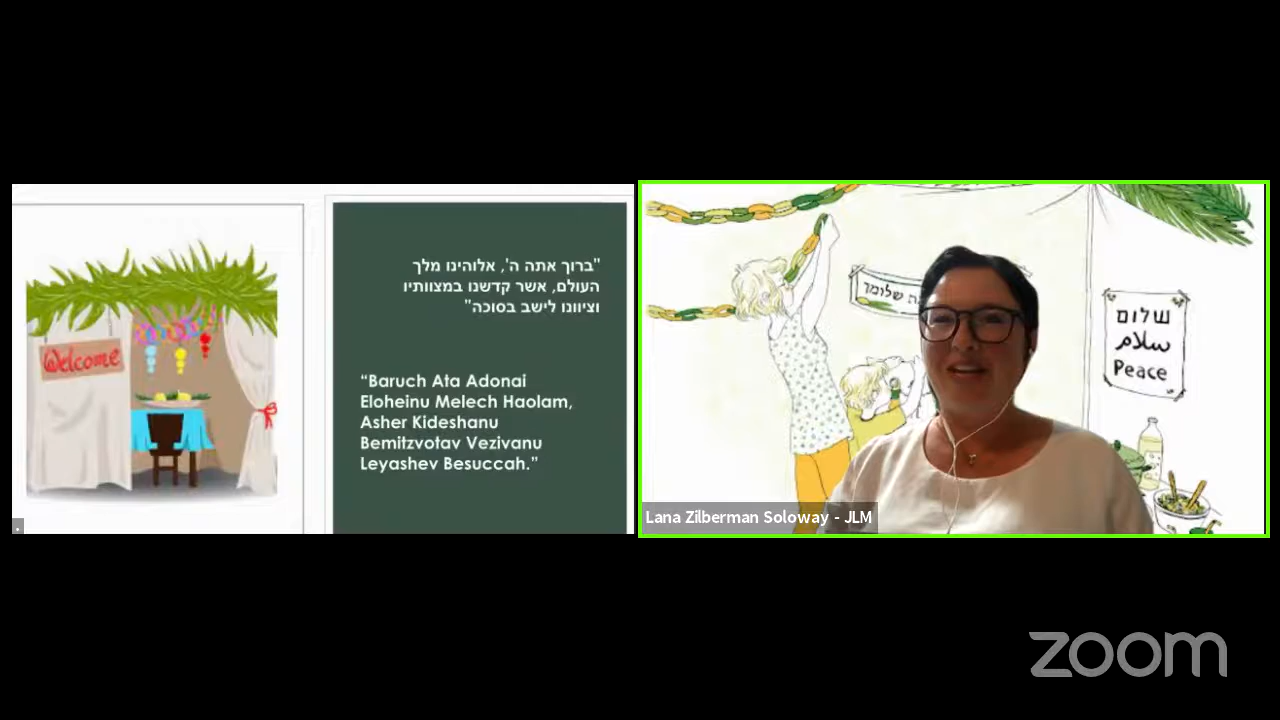 Welcome
"ברוך אתה ה', אלוהינו מלך
העולם, אשר קדשנו במצוותיו
וציוונו לישב בסוכה"
“Baruch Ata Adonai
Eloheinu Melech Haolam,
Asher Kideshanu
Bemitzvotav Vezivanu
Leyashev Besuccah.”
שלומך
שלום
سلام
Peace
Lana Zilberman Soloway - JLM
zoom